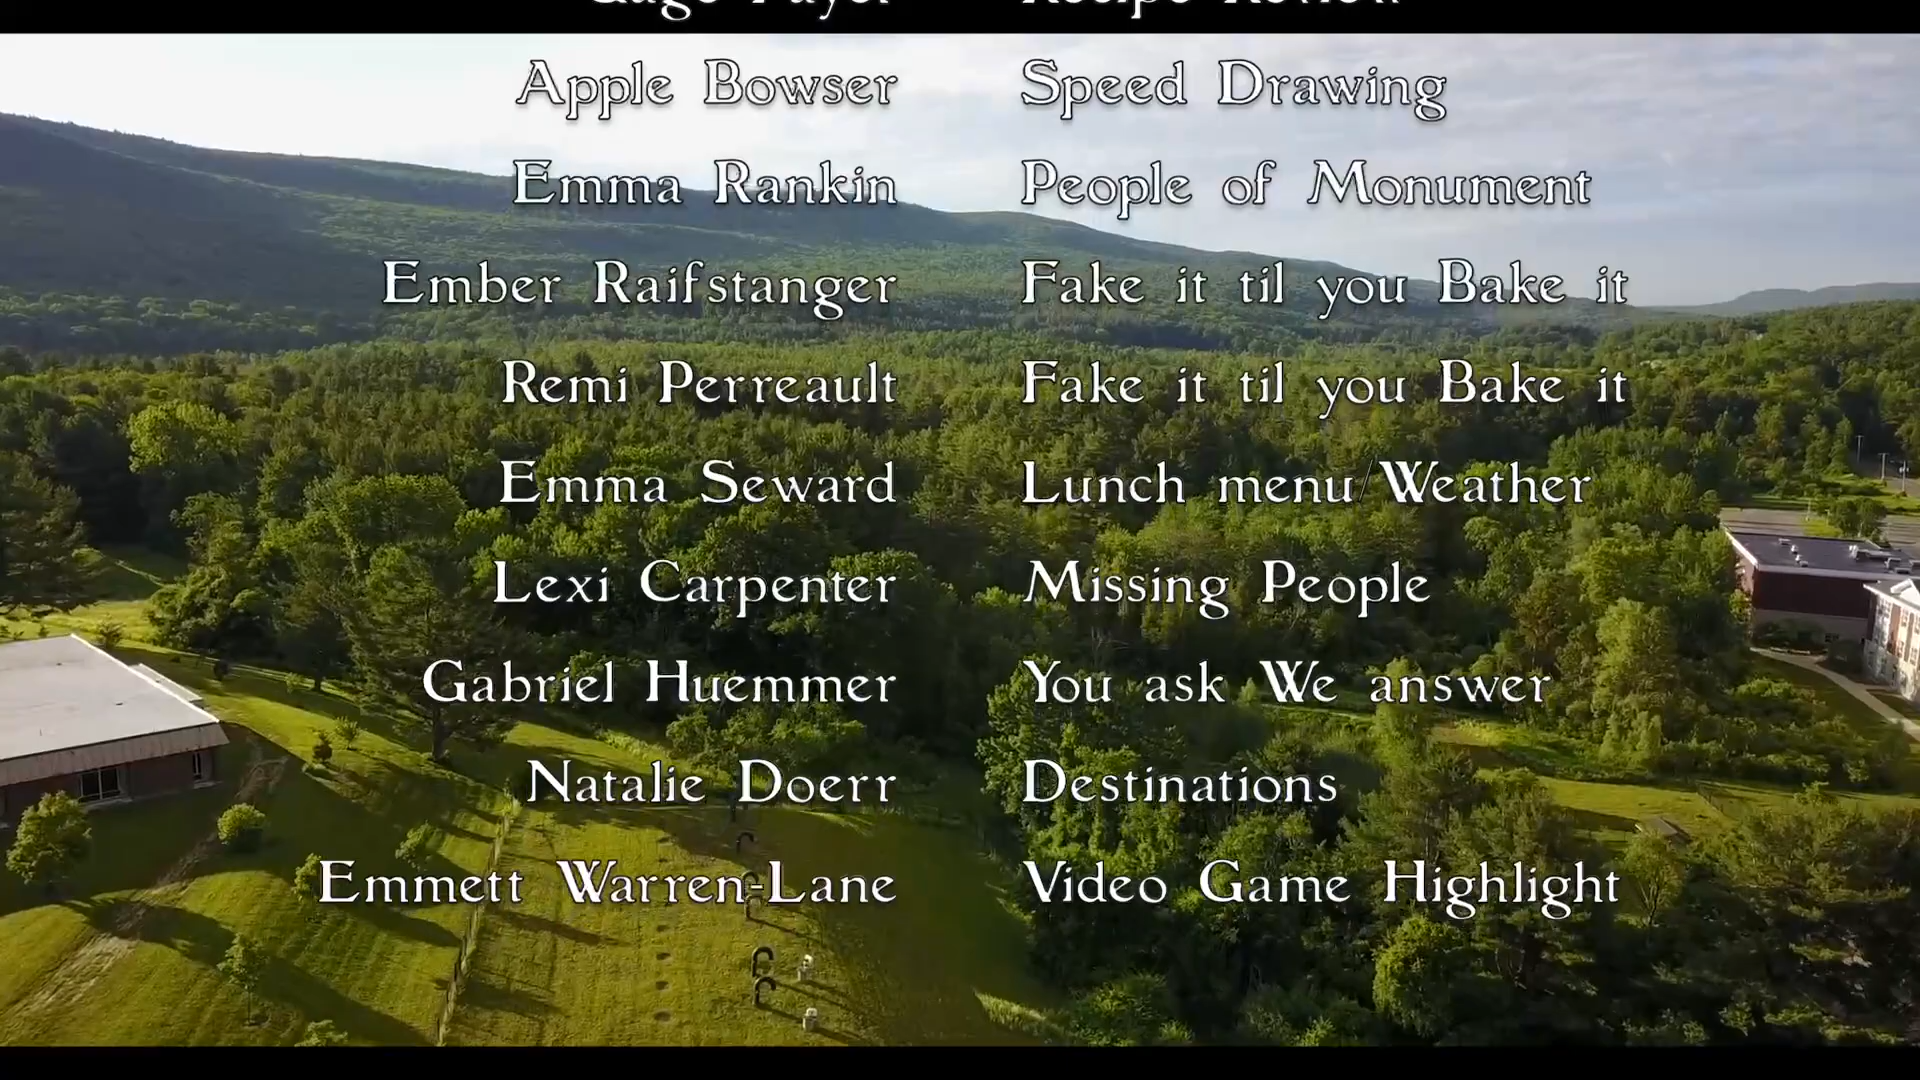 Recipe Review
Apple Bowser Speed Drawing
Emma Rankin People of Monument
Ember Raifstanger Fake it til you Bake it
Remi Perreault Fake it til you Bake it
Emma Seward Lunch menu/Weather
Lexi Carpenter Missing People
Gabriel Huemmer You ask We answer
Natalie Doerr Destinations
Emmett Warren-Lane Video Game Highlight